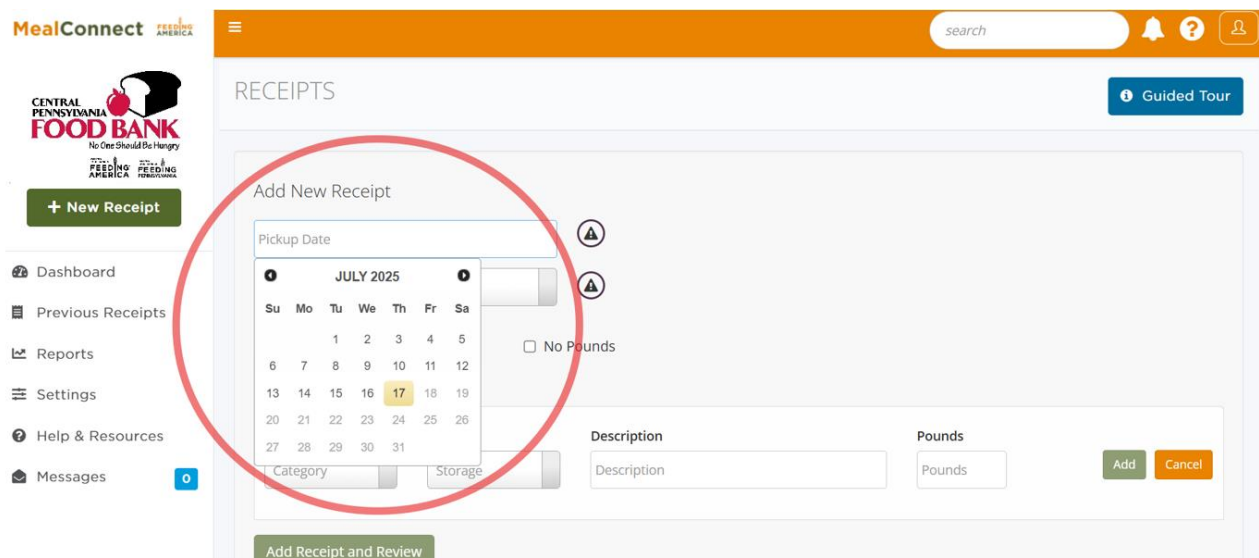 MealConnect FEEDING AMERICA
search
CENTRAL
PENNSYLVANIA
FOOD BANK
No One Should Be Hungry
FEEDING AMERICA FEEDING PENNSYLVANIA
+ New Receipt
Dashboard
Previous Receipts
Reports
Settings
Help & Resources
Messages 0
RECEIPTS
Guided Tour
Add New Receipt
Pickup Date
JULY 2025
Su Mo Tu We Th Fr Sa
1 2 3 4 5
6 7 8 9 10 11 12
13 14 15 16 17 18 19
20 21 22 23 24 25 26
27 28 29 30 31
No Pounds
Description Pounds
Category Storage Description Pounds Add Cancel
Add Receipt and Review